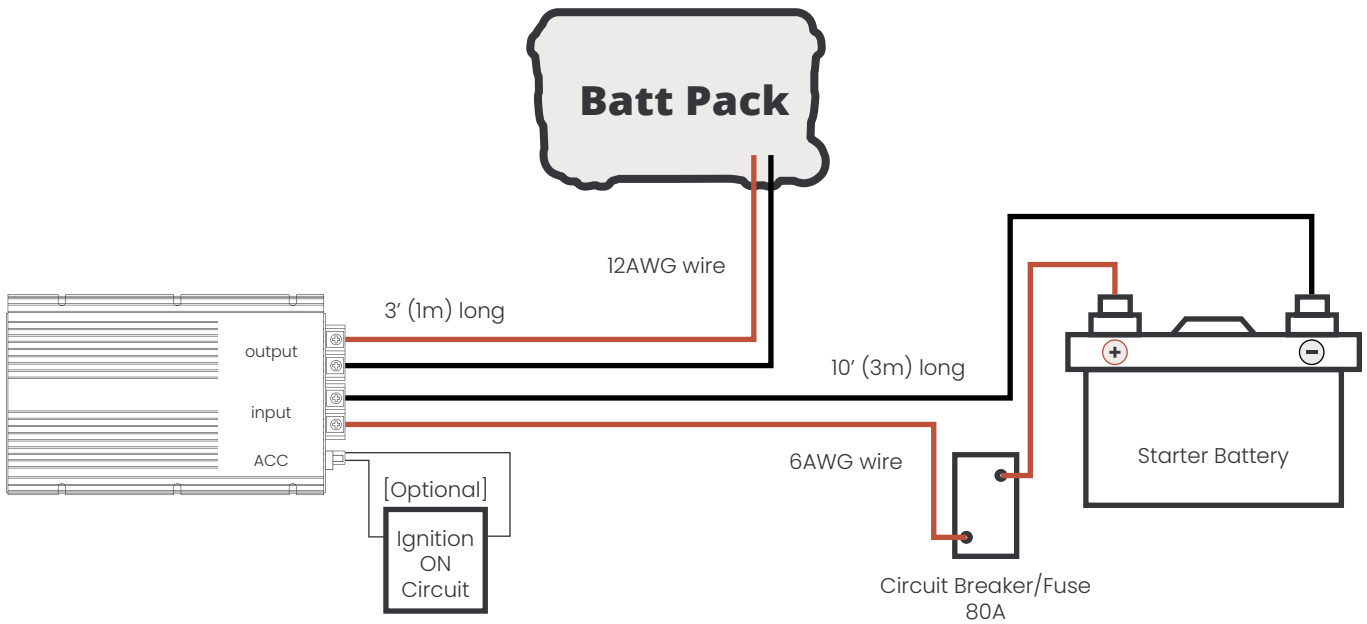 Batt Pack
12AWG wire
3’ (1m) long
output
10’ (3m) long
+
−
input
6AWG wire
Starter Battery
ACC
[Optional]
Ignition
ON
Circuit
Circuit Breaker/Fuse
80A